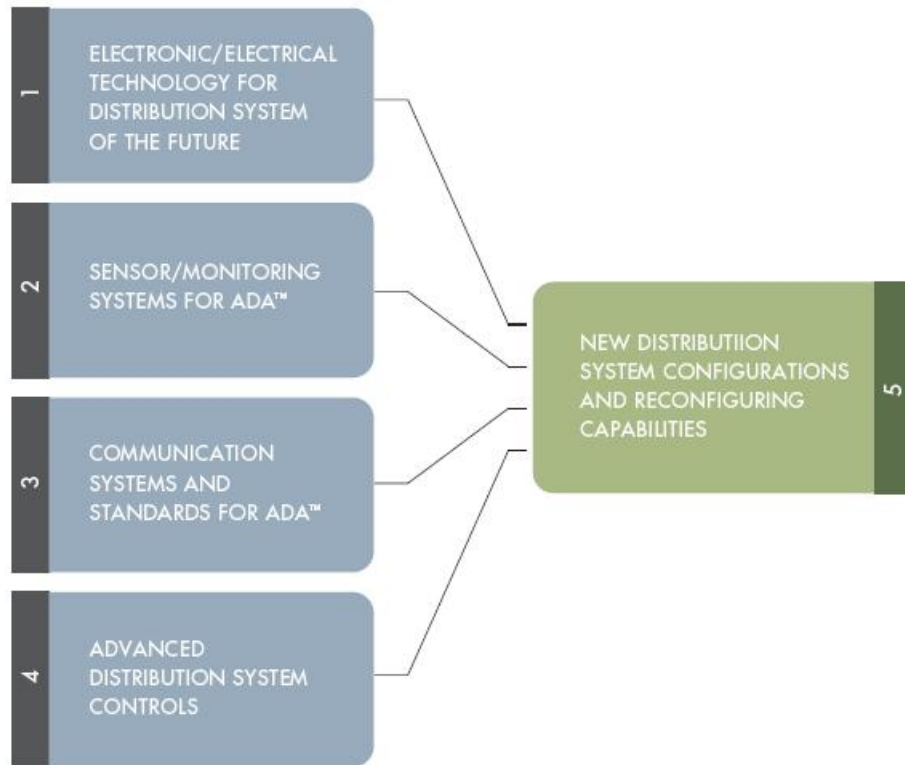 1
ELECTRONIC/ELECTRICAL
TECHNOLOGY FOR
DISTRIBUTION SYSTEM
OF THE FUTURE
2
SENSOR/MONITORING
SYSTEMS FOR ADA™
3
COMMUNICATION
SYSTEMS AND
STANDARDS FOR ADA™
4
ADVANCED
DISTRIBUTION SYSTEM
CONTROLS
NEW DISTRIBUTIION
SYSTEM CONFIGURATIONS
AND RECONFIGURING
CAPABILITIES
5